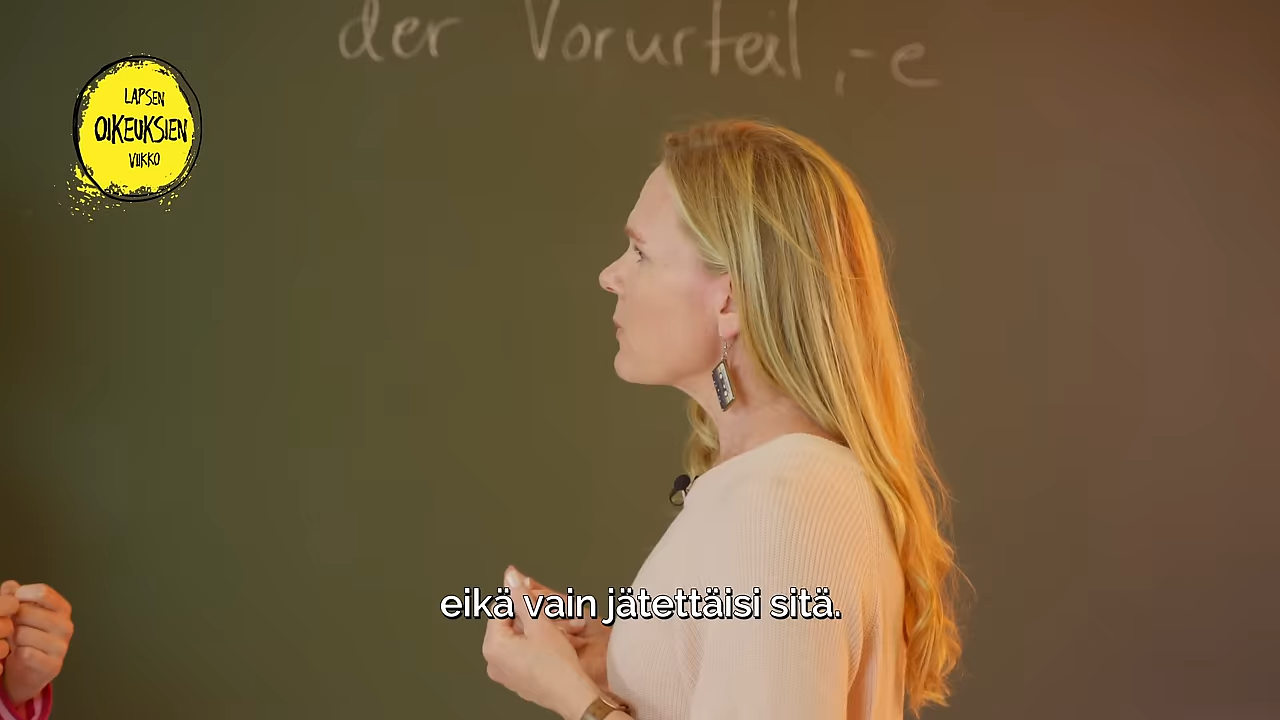 der Vorurteil, -e
LAPSEN
OIKEUKSIEN
VIIKKO
eikä vain jätettäisi sitä.